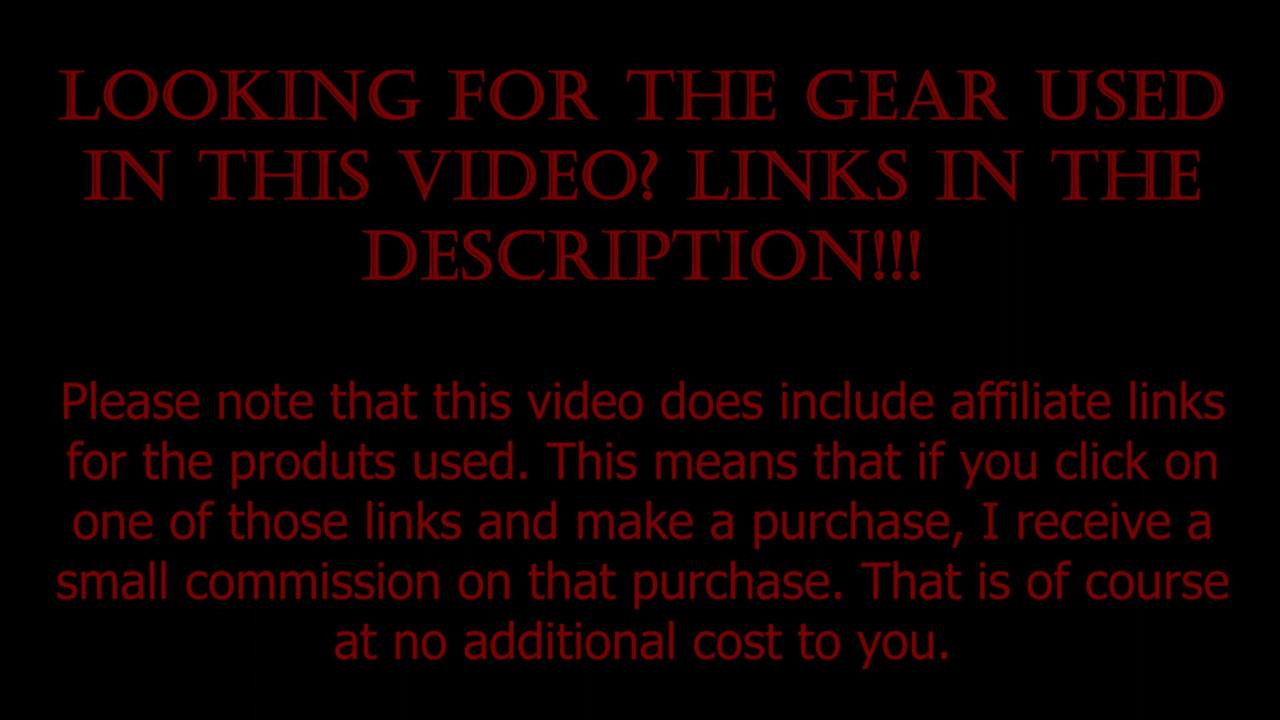 LOOKING FOR THE GEAR USED
IN THIS VIDEO? LINKS IN THE
DESCRIPTION!!!
Please note that this video does include affiliate links
for the produts used. This means that if you click on
one of those links and make a purchase, I receive a
small commission on that purchase. That is of course
at no additional cost to you.